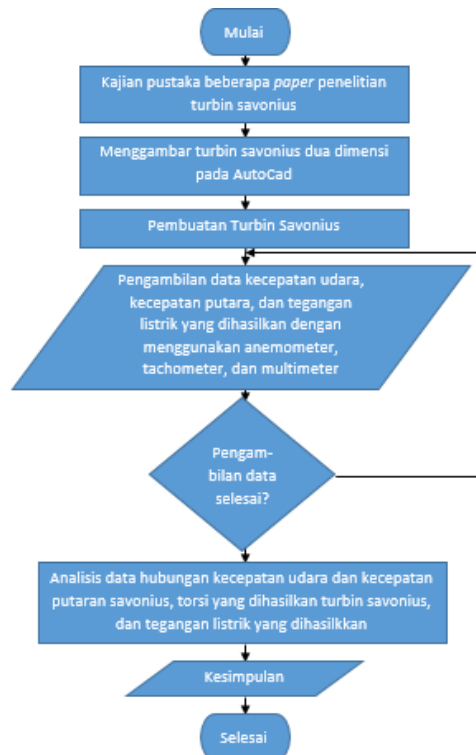 Mulai
Kajian pustaka beberapa paper penelitian
turbin savonius
Menggambar turbin savonius dua dimensi
pada AutoCad
Pembuatan Turbin Savonius
Pengambilan data kecepatan udara,
kecepatan putara, dan tegangan
listrik yang dihasilkan dengan
menggunakan anemometer,
tachometer, dan multimeter
Pengam-
bilan data
selesai?
Analisis data hubungan kecepatan udara dan kecepatan
putaran savonius, torsi yang dihasilkan turbin savonius,
dan tegangan listrik yang dihasilkkan
Kesimpulan
Selesai